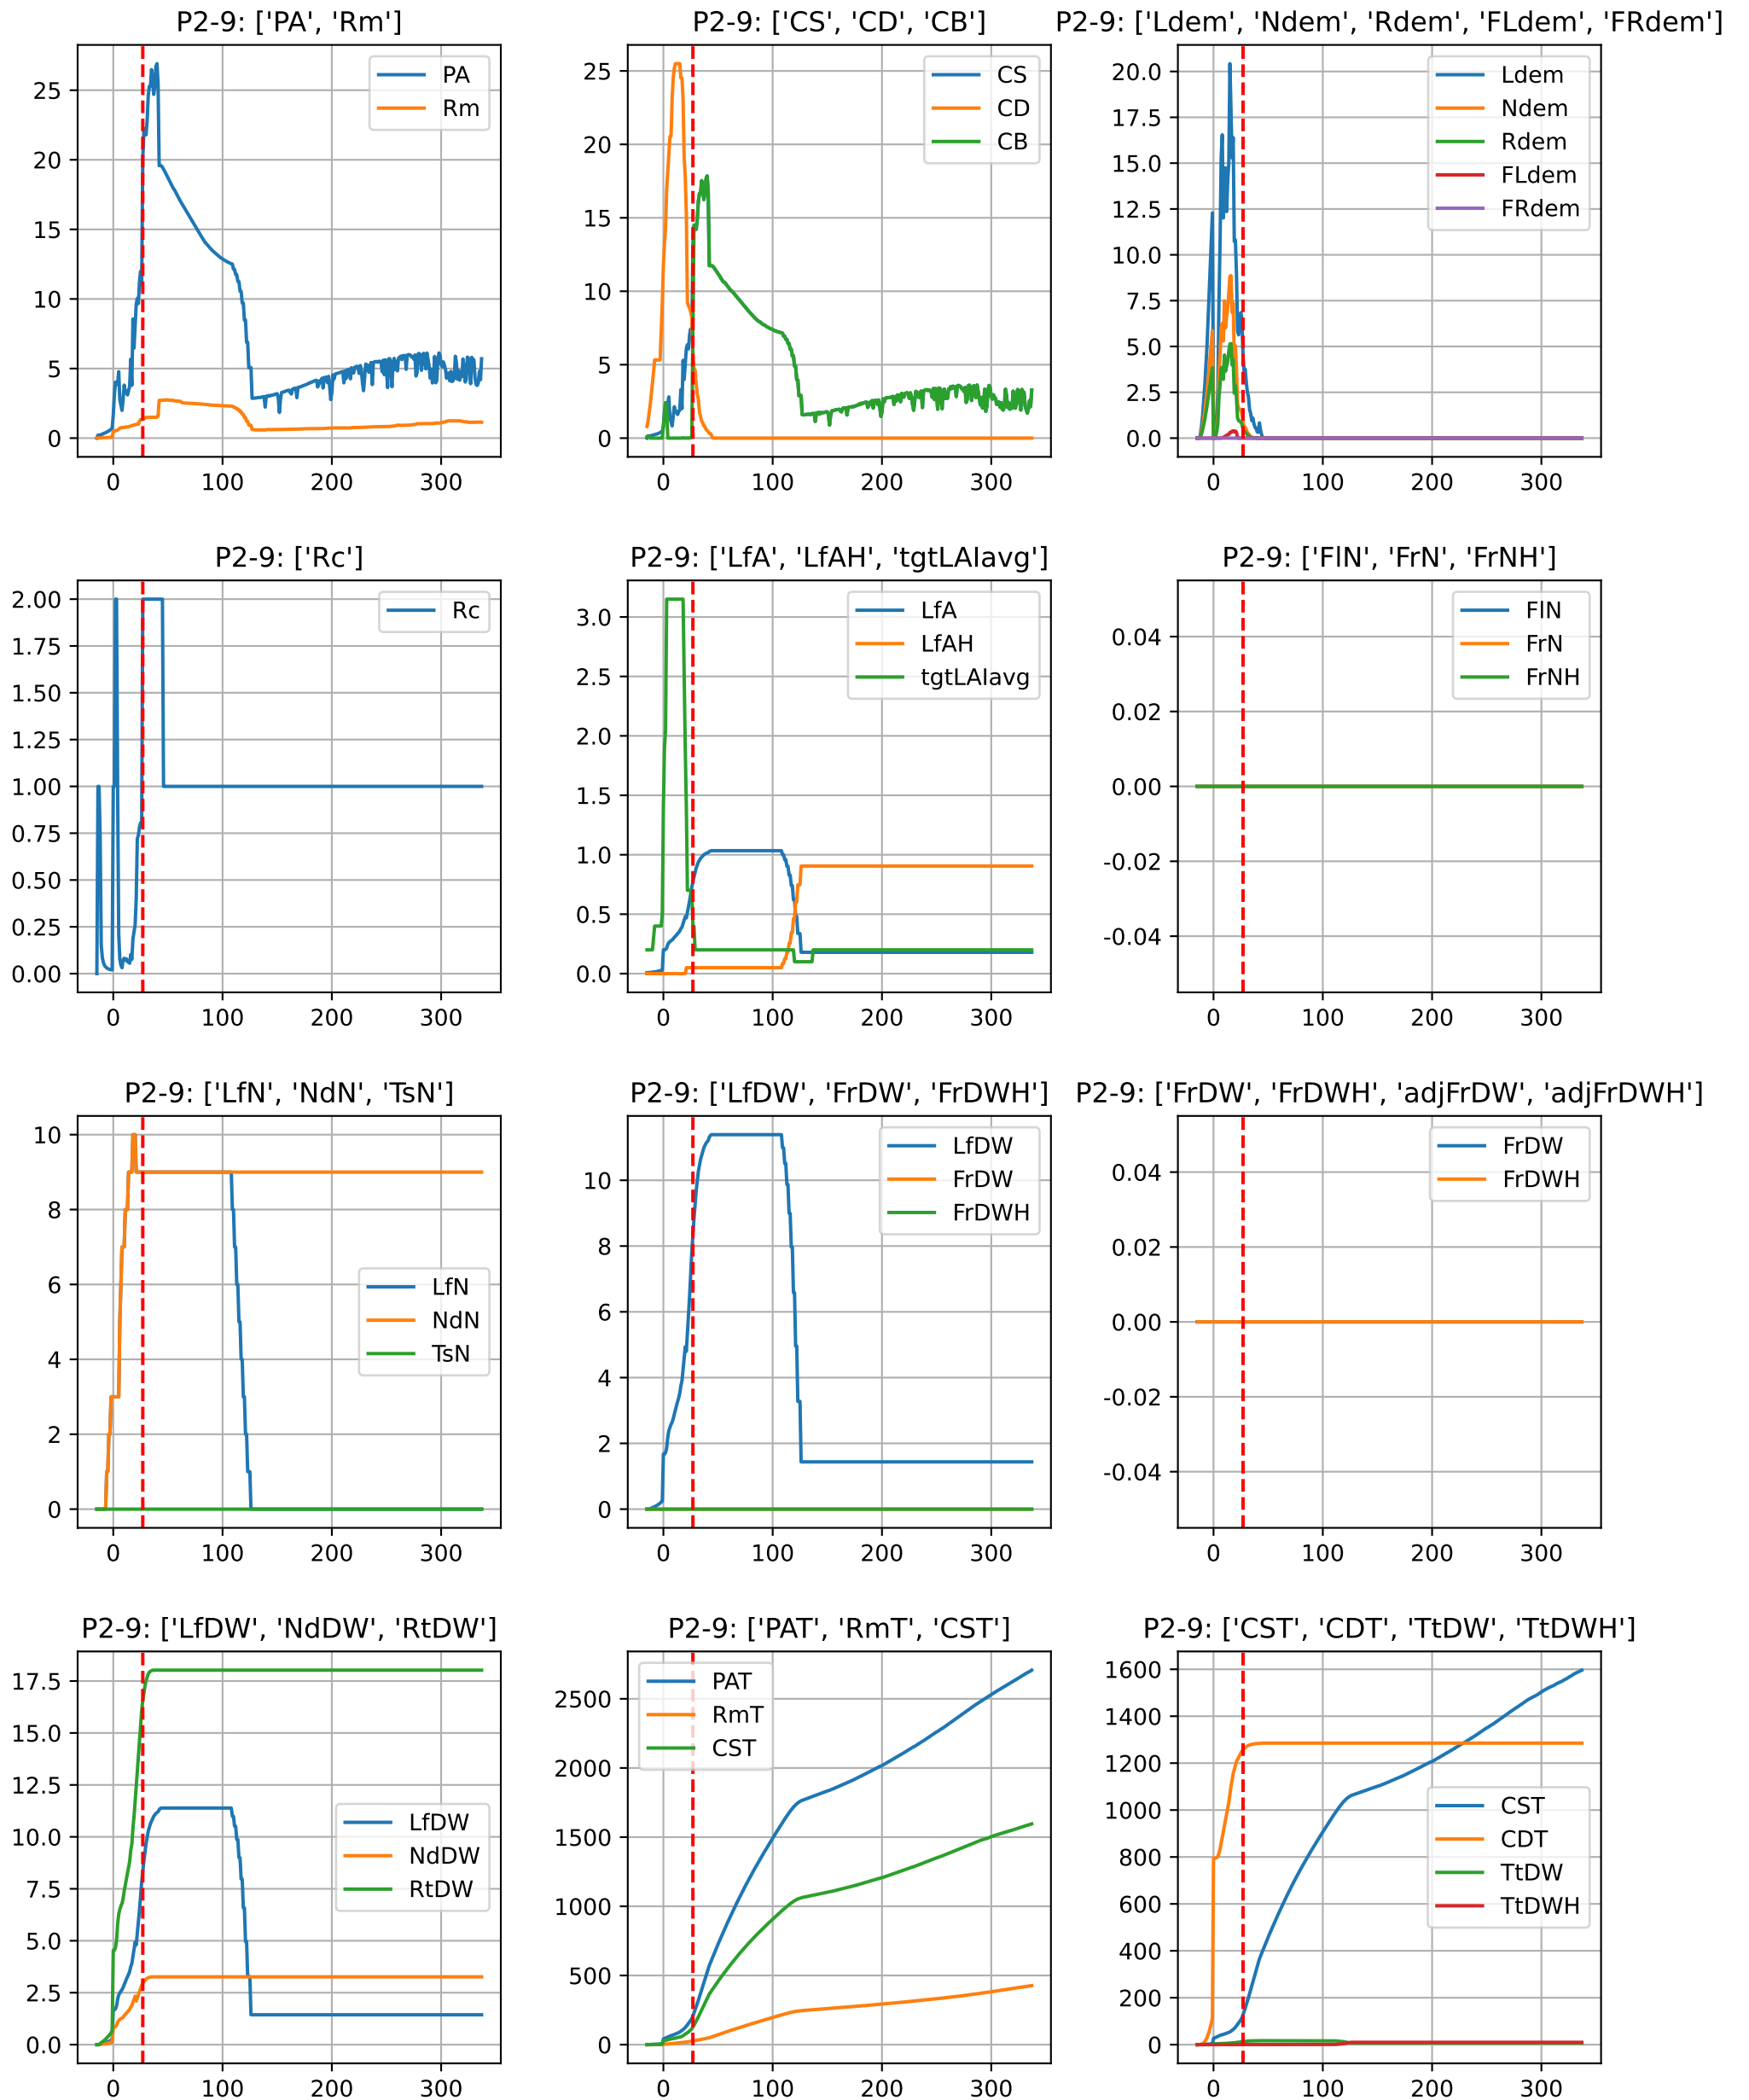 P2-9: ['PA', 'Rm']
25
20
15
10
5
0
0 100 200 300
PA
Rm
P2-9: ['CS', 'CD', 'CB']
25
20
15
10
5
0
0 100 200 300
CS
CD
CB
P2-9: ['Ldem', 'Ndem', 'Rdem', 'FLdem', 'FRdem']
20.0
17.5
15.0
12.5
10.0
7.5
5.0
2.5
0.0
0 100 200 300
Ldem
Ndem
Rdem
FLdem
FRdem
P2-9: ['Rc']
2.00
1.75
1.50
1.25
1.00
0.75
0.50
0.25
0.00
0 100 200 300
Rc
P2-9: ['LfA', 'LfAH', 'tgtLAIavg']
3.0
2.5
2.0
1.5
1.0
0.5
0.0
0 100 200 300
LfA
LfAH
tgtLAIavg
P2-9: ['FlN', 'FrN', 'FrNH']
0.04
0.02
0.00
-0.02
-0.04
0 100 200 300
FlN
FrN
FrNH
P2-9: ['LfN', 'NdN', 'TsN']
10
8
6
4
2
0
0 100 200 300
LfN
NdN
TsN
P2-9: ['LfDW', 'FrDW', 'FrDWH']
10
8
6
4
2
0
0 100 200 300
LfDW
FrDW
FrDWH
P2-9: ['FrDW', 'FrDWH', 'adjFrDW', 'adjFrDWH']
0.04
0.02
0.00
-0.02
-0.04
0 100 200 300
FrDW
FrDWH
P2-9: ['LfDW', 'NdDW', 'RtDW']
17.5
15.0
12.5
10.0
7.5
5.0
2.5
0.0
0 100 200 300
LfDW
NdDW
RtDW
P2-9: ['PAT', 'RmT', 'CST']
2500
2000
1500
1000
500
0
0 100 200 300
PAT
RmT
CST
P2-9: ['CST', 'CDT', 'TtDW', 'TtDWH']
1600
1400
1200
1000
800
600
400
200
0
0 100 200 300
CST
CDT
TtDW
TtDWH